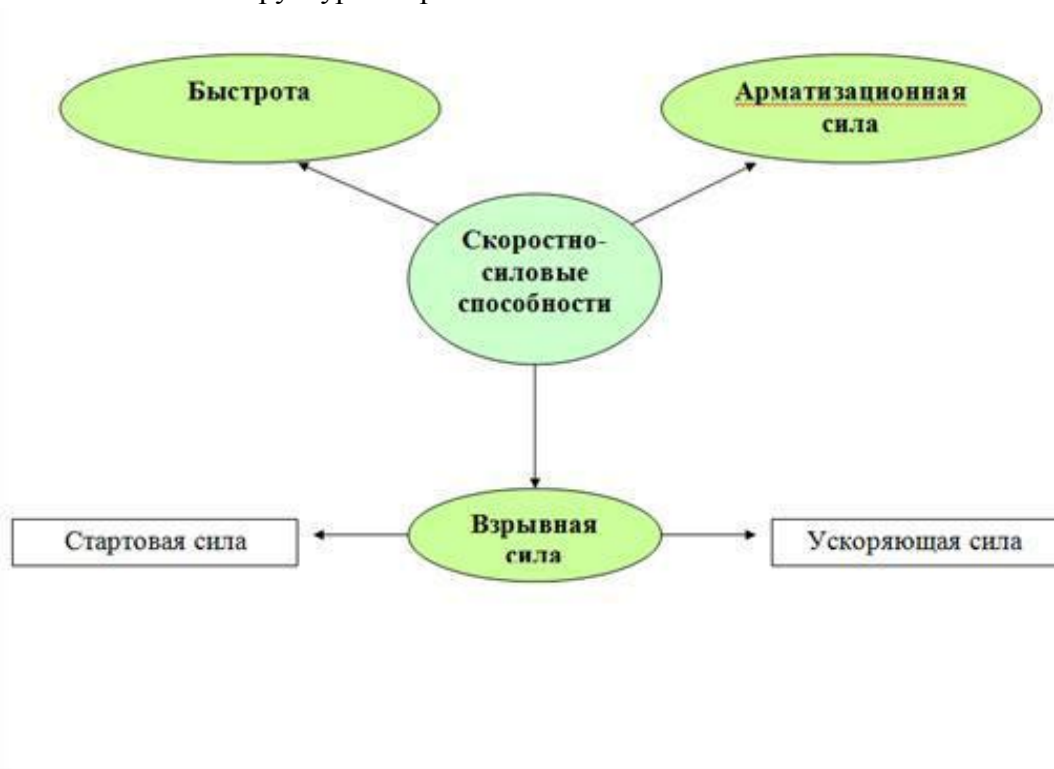 Быстрота
Арматизационная
сила
Скоростно-
силовые
способности
Взрывная
сила
Стартовая сила
Ускоряющая сила